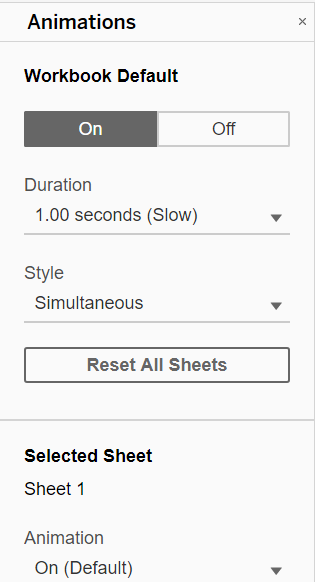 Animations ×
Workbook Default
On Off
Duration
1.00 seconds (Slow)
Style
Simultaneous
Reset All Sheets
Selected Sheet
Sheet 1
Animation
On (Default)